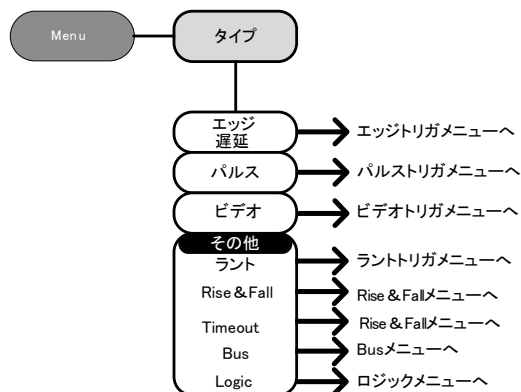 Menu
タイプ
エッジ
遅延
エッジトリガメニューへ
パルス
パルストリガメニューへ
ビデオ
ビデオトリガメニューへ
その他
ラント
ラントトリガメニューへ
Rise&Fall
Rise&Fallメニューへ
Timeout
Rise&Fallメニューへ
Bus
Busメニューへ
Logic
ロジックメニューへ